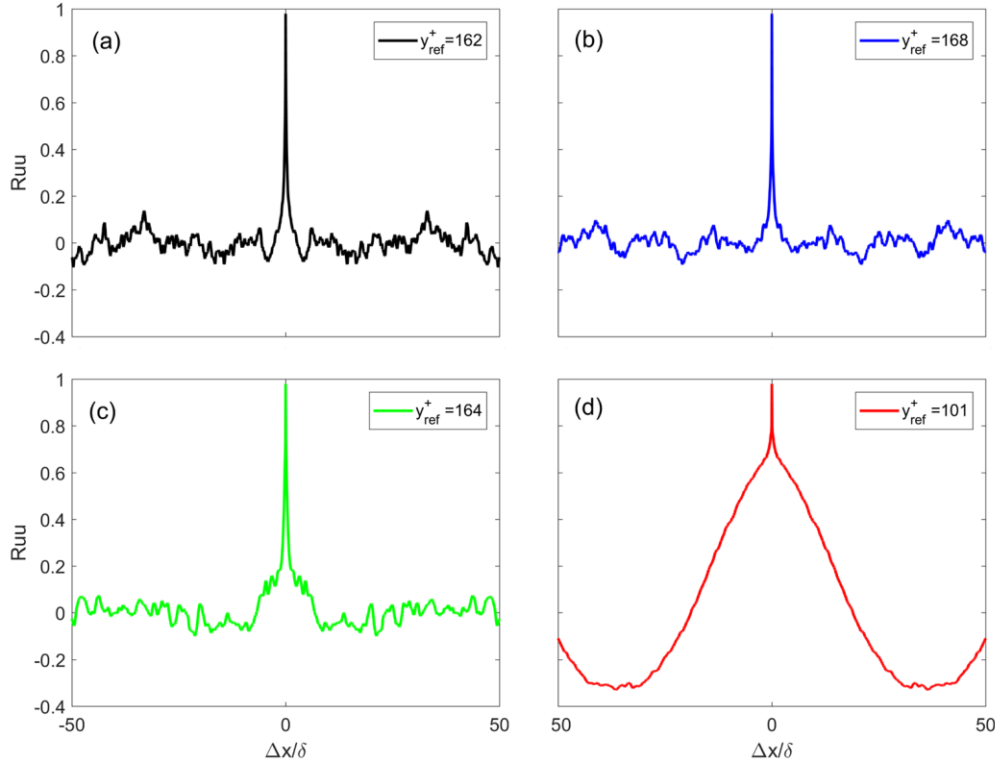 (a)
y⁺ref=162
1
0.8
0.6
0.4
0.2
0
-0.2
-0.4
Ruu
(b)
y⁺ref=168
(c)
y⁺ref=164
1
0.8
0.6
0.4
0.2
0
-0.2
-0.4
Ruu
-50
0
50
Δx/δ
(d)
y⁺ref=101
-50
0
50
Δx/δ